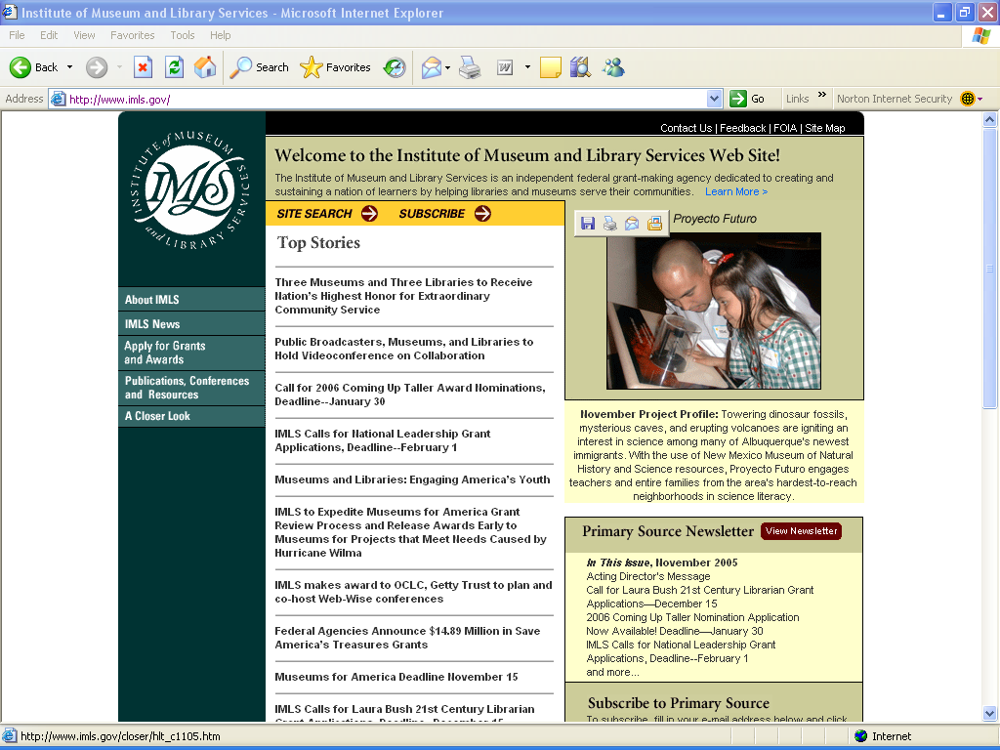 Institute of Museum and Library Services - Microsoft Internet Explorer
File Edit View Favorites Tools Help
Back Search Favorites
Address http://www.imls.gov/ Go Links » Norton Internet Security
Contact Us | Feedback | FOIA | Site Map
INSTITUTE of MUSEUM and LIBRARY SERVICES
IMLS
Welcome to the Institute of Museum and Library Services Web Site!
The Institute of Museum and Library Services is an independent federal grant-making agency dedicated to creating and
sustaining a nation of learners by helping libraries and museums serve their communities. Learn More >
About IMLS
IMLS News
Apply for Grants
and Awards
Publications, Conferences
and Resources
A Closer Look
SITE SEARCH SUBSCRIBE
Top Stories
Three Museums and Three Libraries to Receive
Nation's Highest Honor for Extraordinary
Community Service
Public Broadcasters, Museums, and Libraries to
Hold Videoconference on Collaboration
Call for 2006 Coming Up Taller Award Nominations,
Deadline--January 30
IMLS Calls for National Leadership Grant
Applications, Deadline--February 1
Museums and Libraries: Engaging America's Youth
IMLS to Expedite Museums for America Grant
Review Process and Release Awards Early to
Museums for Projects that Meet Needs Caused by
Hurricane Wilma
IMLS makes award to OCLC, Getty Trust to plan and
co-host Web-Wise conferences
Federal Agencies Announce $14.89 Million in Save
America's Treasures Grants
Museums for America Deadline November 15
IMLS Calls for Laura Bush 21st Century Librarian
Grant Applications, Deadline--December 15
Proyecto Futuro
November Project Profile: Towering dinosaur fossils,
mysterious caves, and erupting volcanoes are igniting an
interest in science among many of Albuquerque's newest
immigrants. With the use of New Mexico Museum of Natural
History and Science resources, Proyecto Futuro engages
teachers and entire families from the area's hardest-to-reach
neighborhoods in science literacy.
Primary Source Newsletter View Newsletter
In This Issue, November 2005
Acting Director's Message
Call for Laura Bush 21st Century Librarian Grant
Applications—December 15
2006 Coming Up Taller Nomination Application
Now Available! Deadline—January 30
IMLS Calls for National Leadership Grant
Applications, Deadline--February 1
and more...
Subscribe to Primary Source
To subscribe, fill in your e-mail address below and click
http://www.imls.gov/closer/hlt_c1105.htm Internet